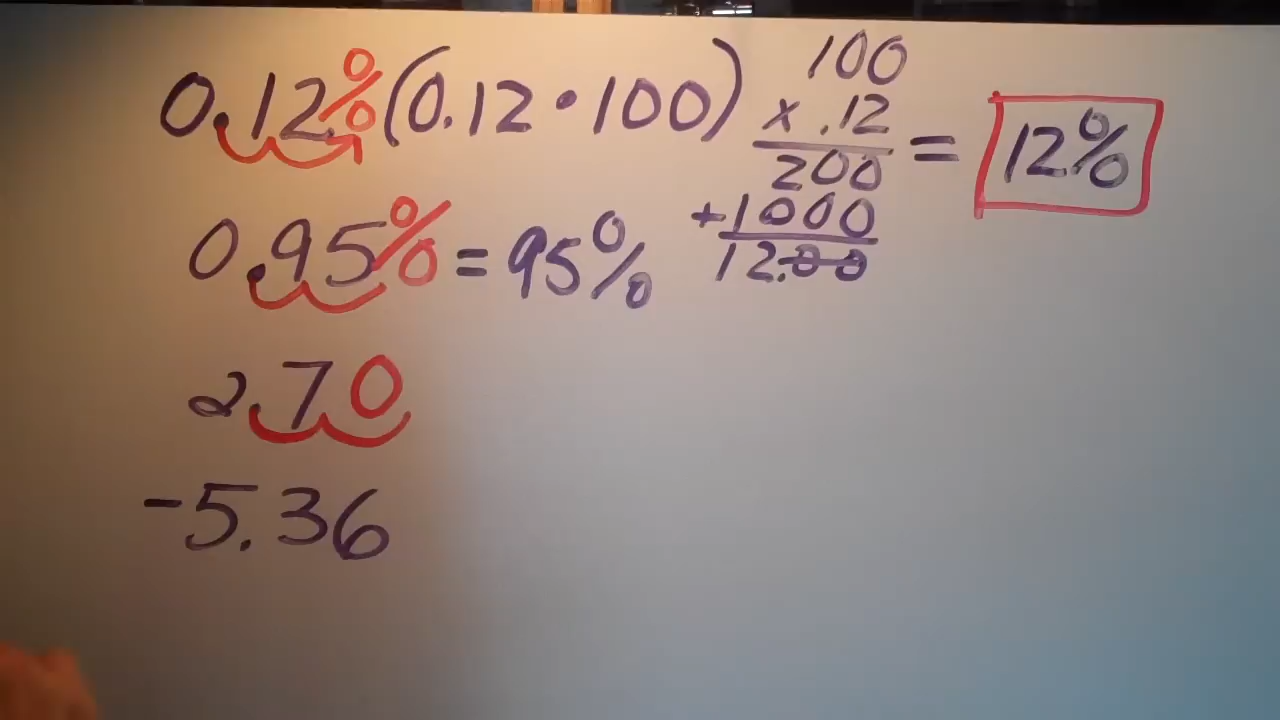 0.12% (0.12 • 100)
100
x .12
200
+1000
12.00
= 12%
0.95% = 95%
2.70
-5.36